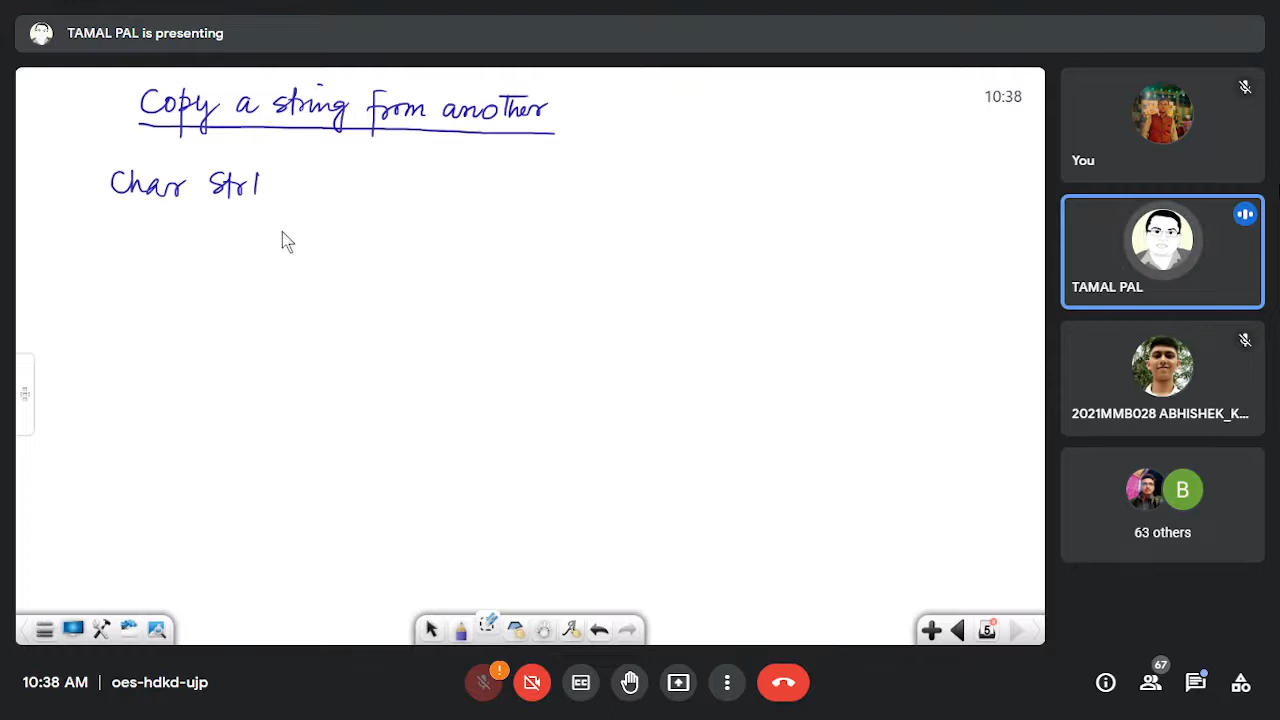 TAMAL PAL is presenting
Copy a string from another
10:38
Char Str1
You
TAMAL PAL
2021MMB028 ABHISHEK_K...
B
63 others
5
10:38 AM | oes-hdkd-ujp
67